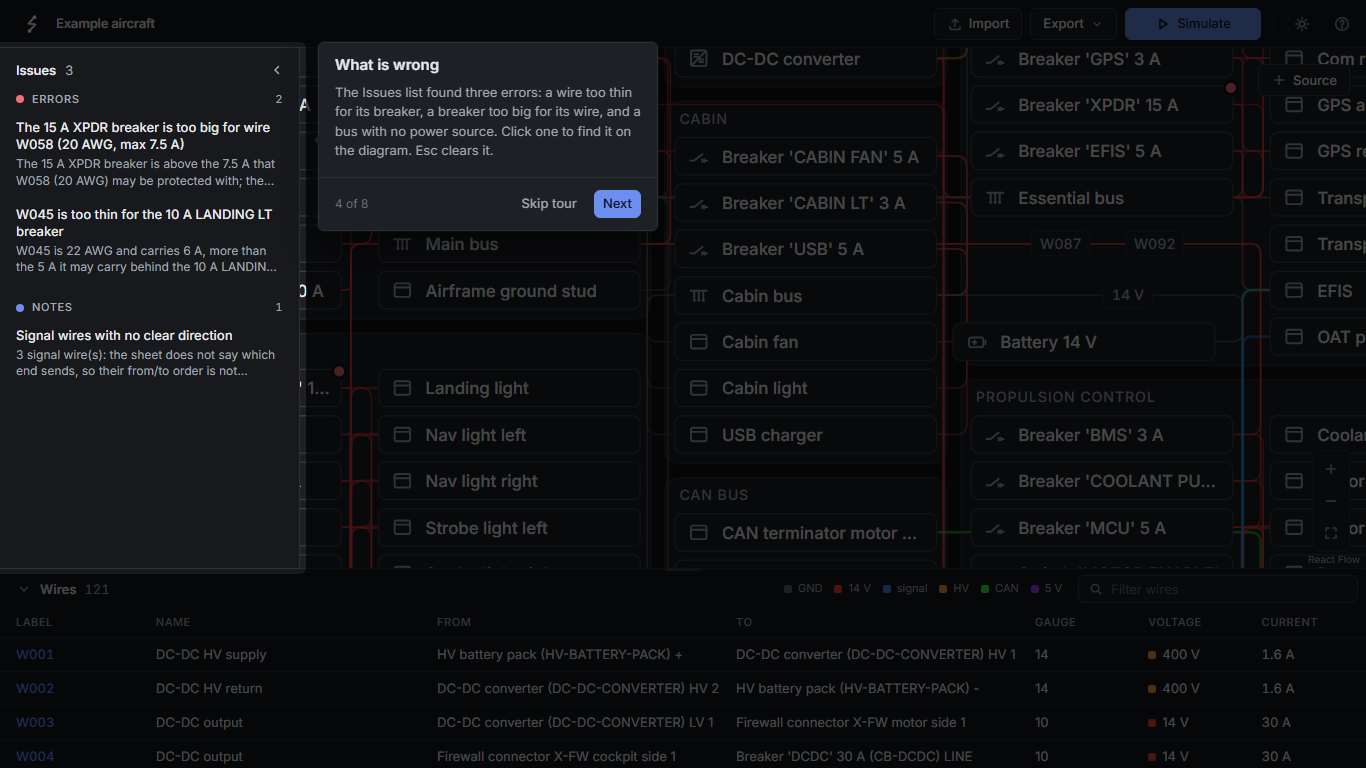 Example aircraft
Import
Export
Simulate
Issues 3
ERRORS 2
The 15 A XPDR breaker is too big for wire
W058 (20 AWG, max 7.5 A)
The 15 A XPDR breaker is above the 7.5 A that
W058 (20 AWG) may be protected with; the...
W045 is too thin for the 10 A LANDING LT
breaker
W045 is 22 AWG and carries 6 A, more than
the 5 A it may carry behind the 10 A LANDIN...
NOTES 1
Signal wires with no clear direction
3 signal wire(s): the sheet does not say which
end sends, so their from/to order is not...
What is wrong
The Issues list found three errors: a wire too thin
for its breaker, a breaker too big for its wire, and a
bus with no power source. Click one to find it on
the diagram. Esc clears it.
4 of 8
Skip tour
Next
A
0 A
1...
Main bus
Airframe ground stud
Landing light
Nav light left
Nav light right
Strobe light left
DC-DC converter
CABIN
Breaker 'CABIN FAN' 5 A
Breaker 'CABIN LT' 3 A
Breaker 'USB' 5 A
Cabin bus
Cabin fan
Cabin light
USB charger
CAN BUS
CAN terminator motor ...
Breaker 'GPS' 3 A
Breaker 'XPDR' 15 A
Breaker 'EFIS' 5 A
Essential bus
W087
W092
14 V
Battery 14 V
PROPULSION CONTROL
Breaker 'BMS' 3 A
Breaker 'COOLANT PU...
Breaker 'MCU' 5 A
Com r
Source
GPS a
GPS re
Transp
Transp
EFIS
OAT p
Coola
or
or
React Flow
Wires 121
GND
14 V
signal
HV
CAN
5 V
Filter wires
LABEL NAME FROM TO GAUGE VOLTAGE CURRENT
W001 DC-DC HV supply HV battery pack (HV-BATTERY-PACK) + DC-DC converter (DC-DC-CONVERTER) HV 1 14 400 V 1.6 A
W002 DC-DC HV return DC-DC converter (DC-DC-CONVERTER) HV 2 HV battery pack (HV-BATTERY-PACK) - 14 400 V 1.6 A
W003 DC-DC output DC-DC converter (DC-DC-CONVERTER) LV 1 Firewall connector X-FW motor side 1 10 14 V 30 A
W004 DC-DC output Firewall connector X-FW cockpit side 1 Breaker 'DCDC' 30 A (CB-DCDC) LINE 10 14 V 30 A